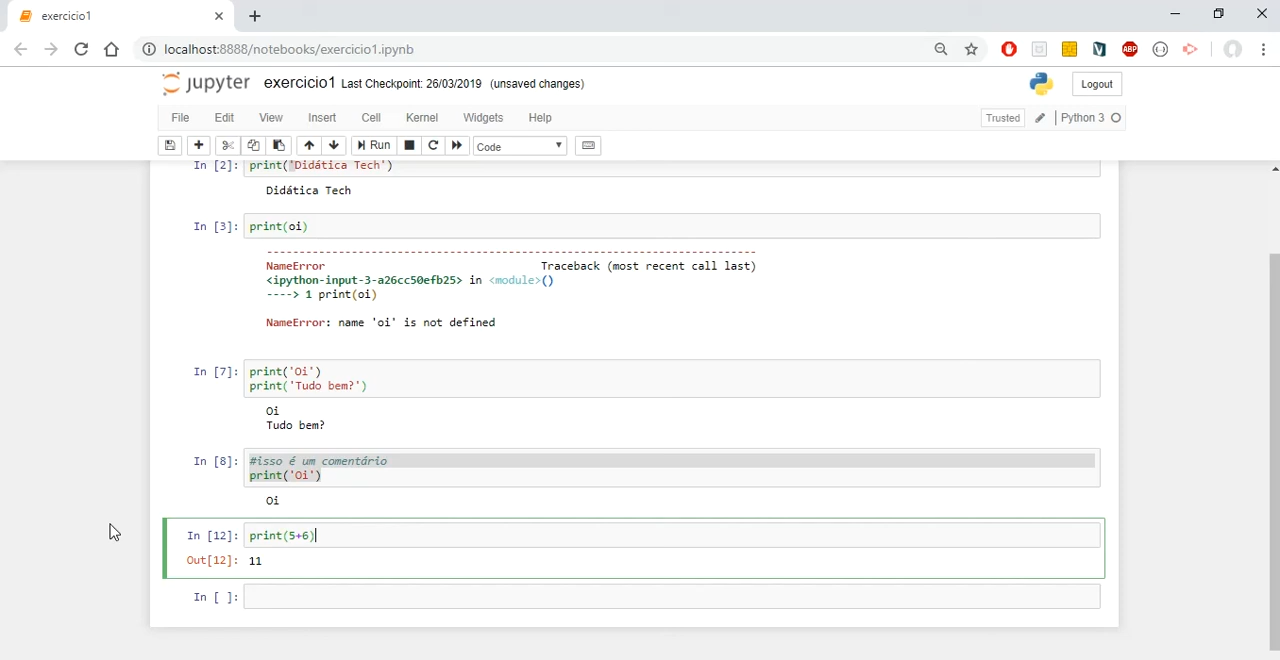 exercicio1
localhost:8888/notebooks/exercicio1.ipynb
ABP
jupyter exercicio1 Last Checkpoint: 26/03/2019 (unsaved changes)
Logout
File Edit View Insert Cell Kernel Widgets Help
Trusted Python 3
Run Code
In [2]: print('Didática Tech')
Didática Tech
In [3]: print(oi)
---------------------------------------------------------------------------
NameError Traceback (most recent call last)
<ipython-input-3-a26cc50efb25> in <module>()
----> 1 print(oi)
NameError: name 'oi' is not defined
In [7]: print('Oi')
print('Tudo bem?')
Oi
Tudo bem?
In [8]: #isso é um comentário
print('Oi')
Oi
In [12]: print(5+6)
Out[12]: 11
In [ ]: